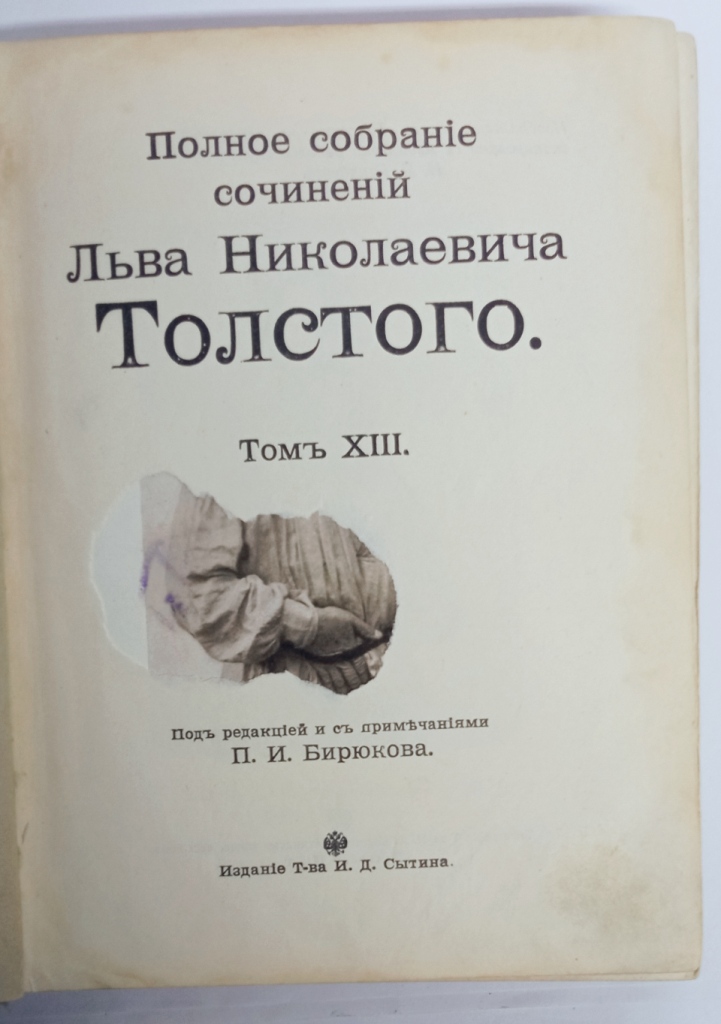 Полное собраніе
сочиненій
Льва Николаевича
Толстого.
Томъ XIII.
Подъ редакціей и съ примѣчаніями
П. И. Бирюкова.
Изданіе Т-ва И. Д. Сытина.